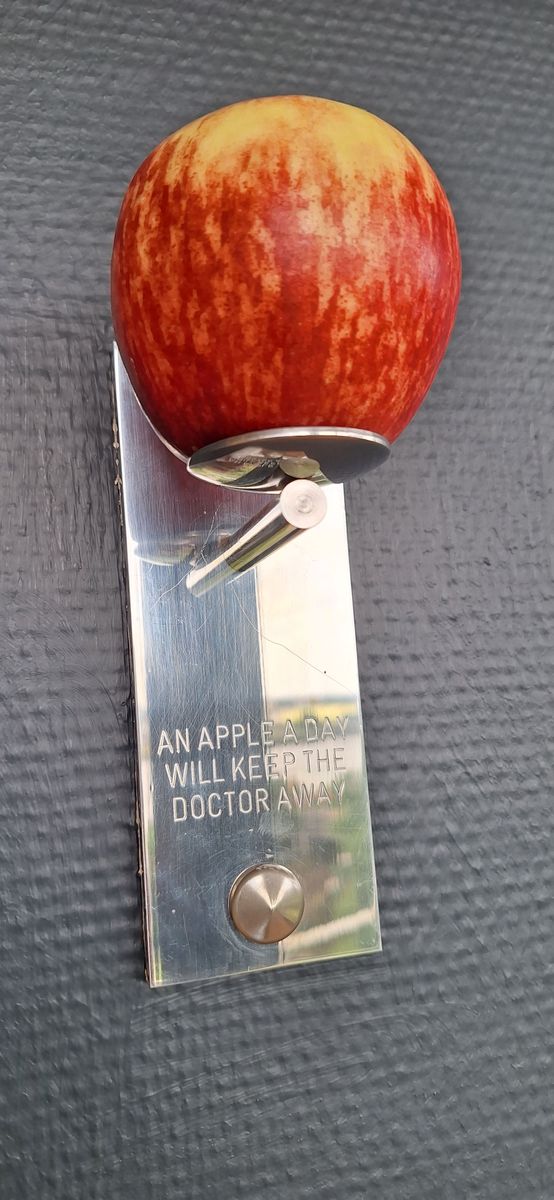 AN APPLE A DAY
WILL KEEP THE
DOCTOR AWAY